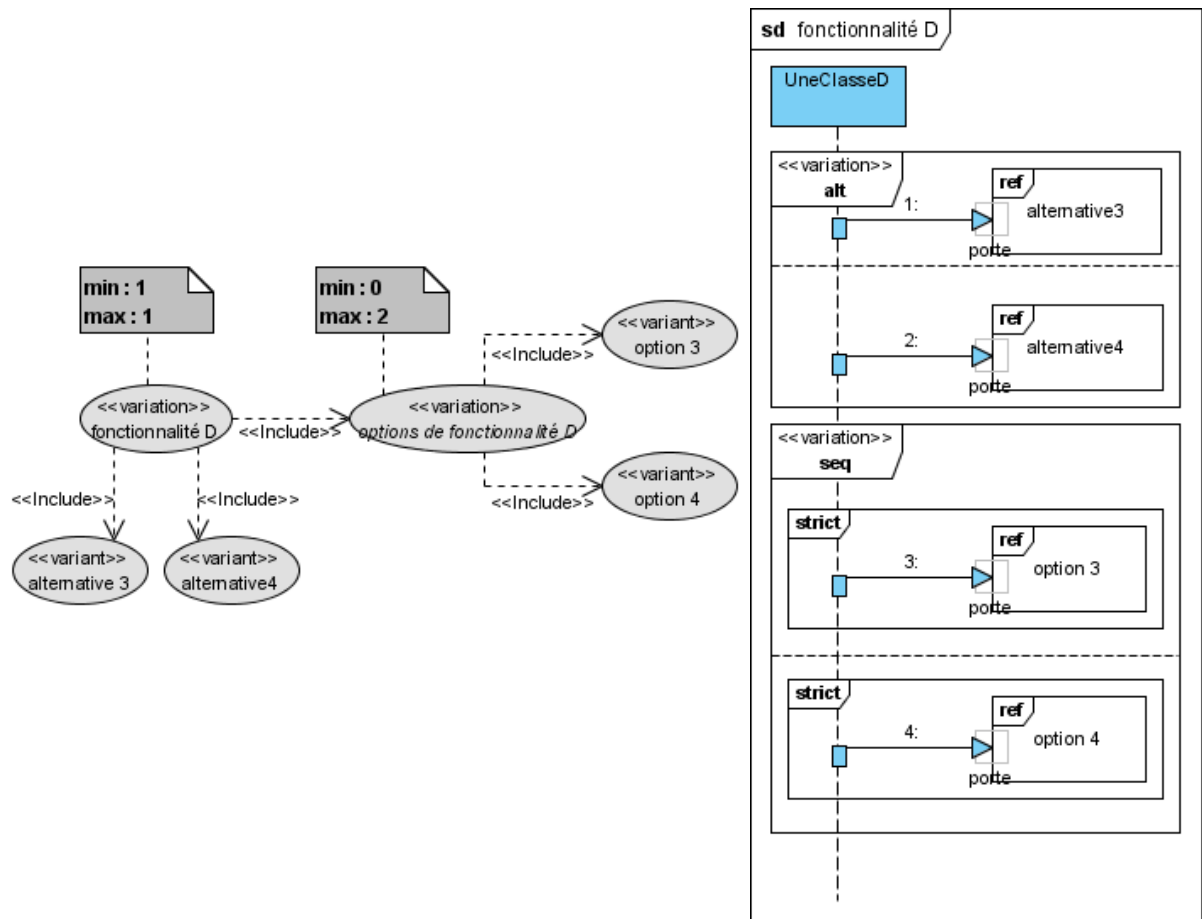 min : 1
max : 1
min : 0
max : 2
<<variant>>
option 3
<<Include>>
<<variation>>
fonctionnalité D
<<Include>>
<<variation>>
options de fonctionnalité D
<<variant>>
option 4
<<Include>>
<<Include>>
<<Include>>
<<variant>>
alternative 3
<<variant>>
alternative4
sd fonctionnalité D
UneClasseD
<<variation>>
alt
1:
ref
alternative3
porte
2:
ref
alternative4
porte
<<variation>>
seq
strict
3:
ref
option 3
porte
strict
4:
ref
option 4
porte